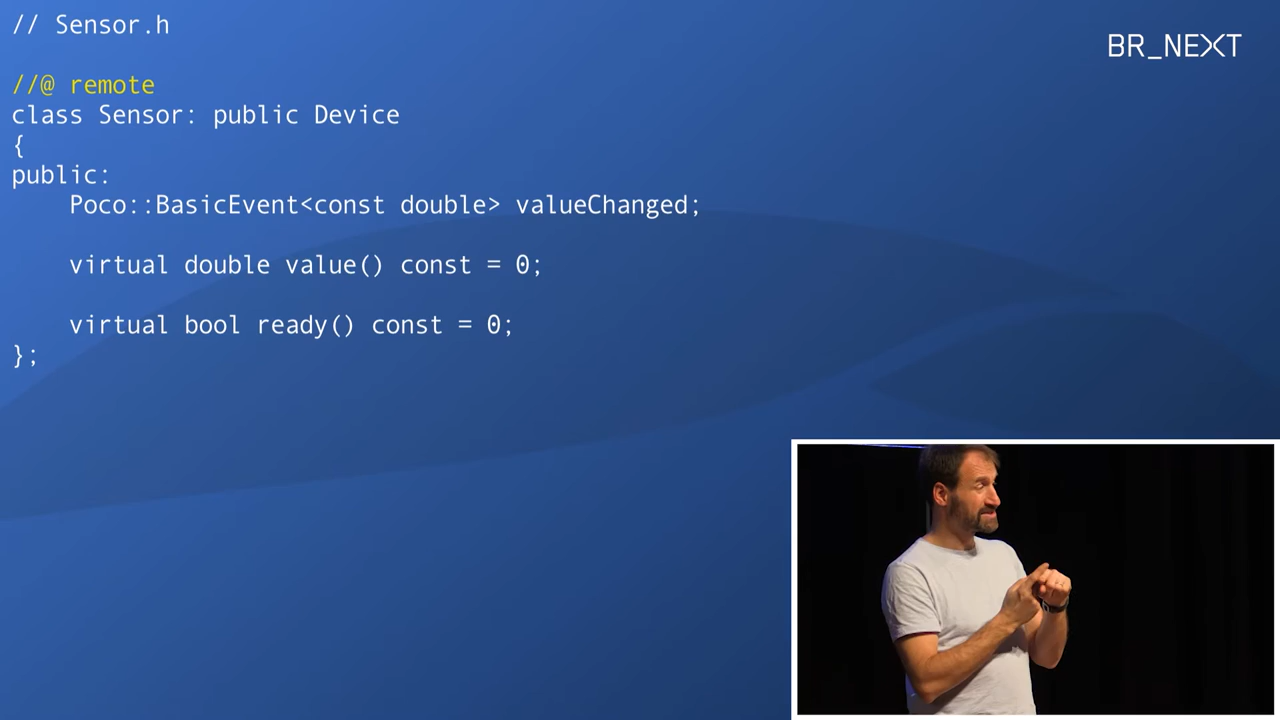 // Sensor.h
BR_NEXT
//@ remote
class Sensor: public Device
{
public:
    Poco::BasicEvent<const double> valueChanged;
    virtual double value() const = 0;
    virtual bool ready() const = 0;
};